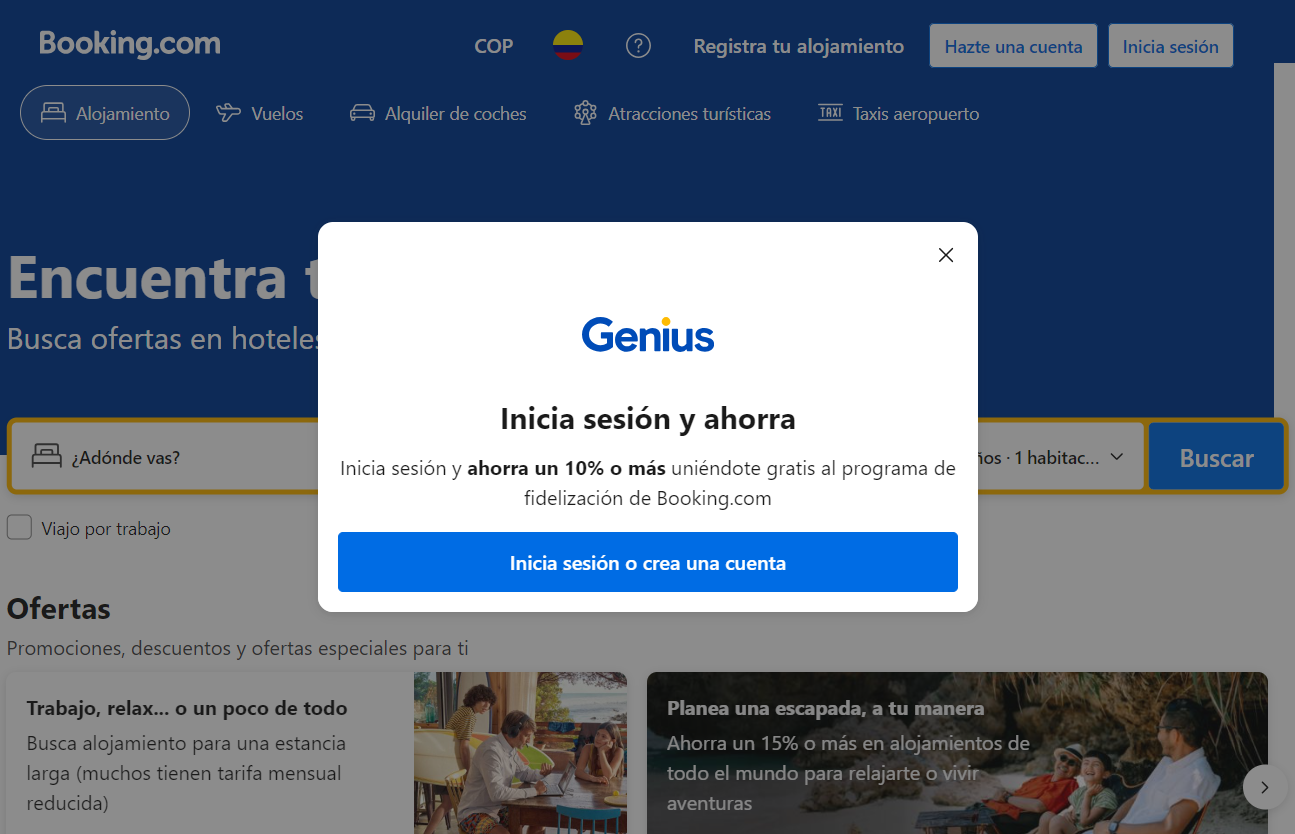 Booking.com
COP
Registra tu alojamiento
Hazte una cuenta
Inicia sesión
Alojamiento
Vuelos
Alquiler de coches
Atracciones turísticas
TAXI
Taxis aeropuerto
Encuentra
Busca ofertas en hoteles
Genius
Inicia sesión y ahorra
Inicia sesión y ahorra un 10% o más uniéndote gratis al programa de
fidelización de Booking.com
Inicia sesión o crea una cuenta
¿Adónde vas?
· 1 habitac...
Buscar
Viajo por trabajo
Ofertas
Promociones, descuentos y ofertas especiales para ti
Trabajo, relax... o un poco de todo
Busca alojamiento para una estancia
larga (muchos tienen tarifa mensual
reducida)
Planea una escapada, a tu manera
Ahorra un 15% o más en alojamientos de
todo el mundo para relajarte o vivir
aventuras